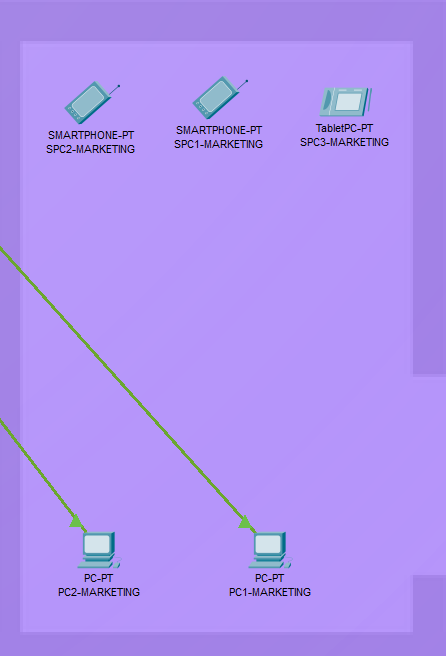 SMARTPHONE-PT
SPC2-MARKETING
SMARTPHONE-PT
SPC1-MARKETING
TabletPC-PT
SPC3-MARKETING
PC-PT
PC2-MARKETING
PC-PT
PC1-MARKETING